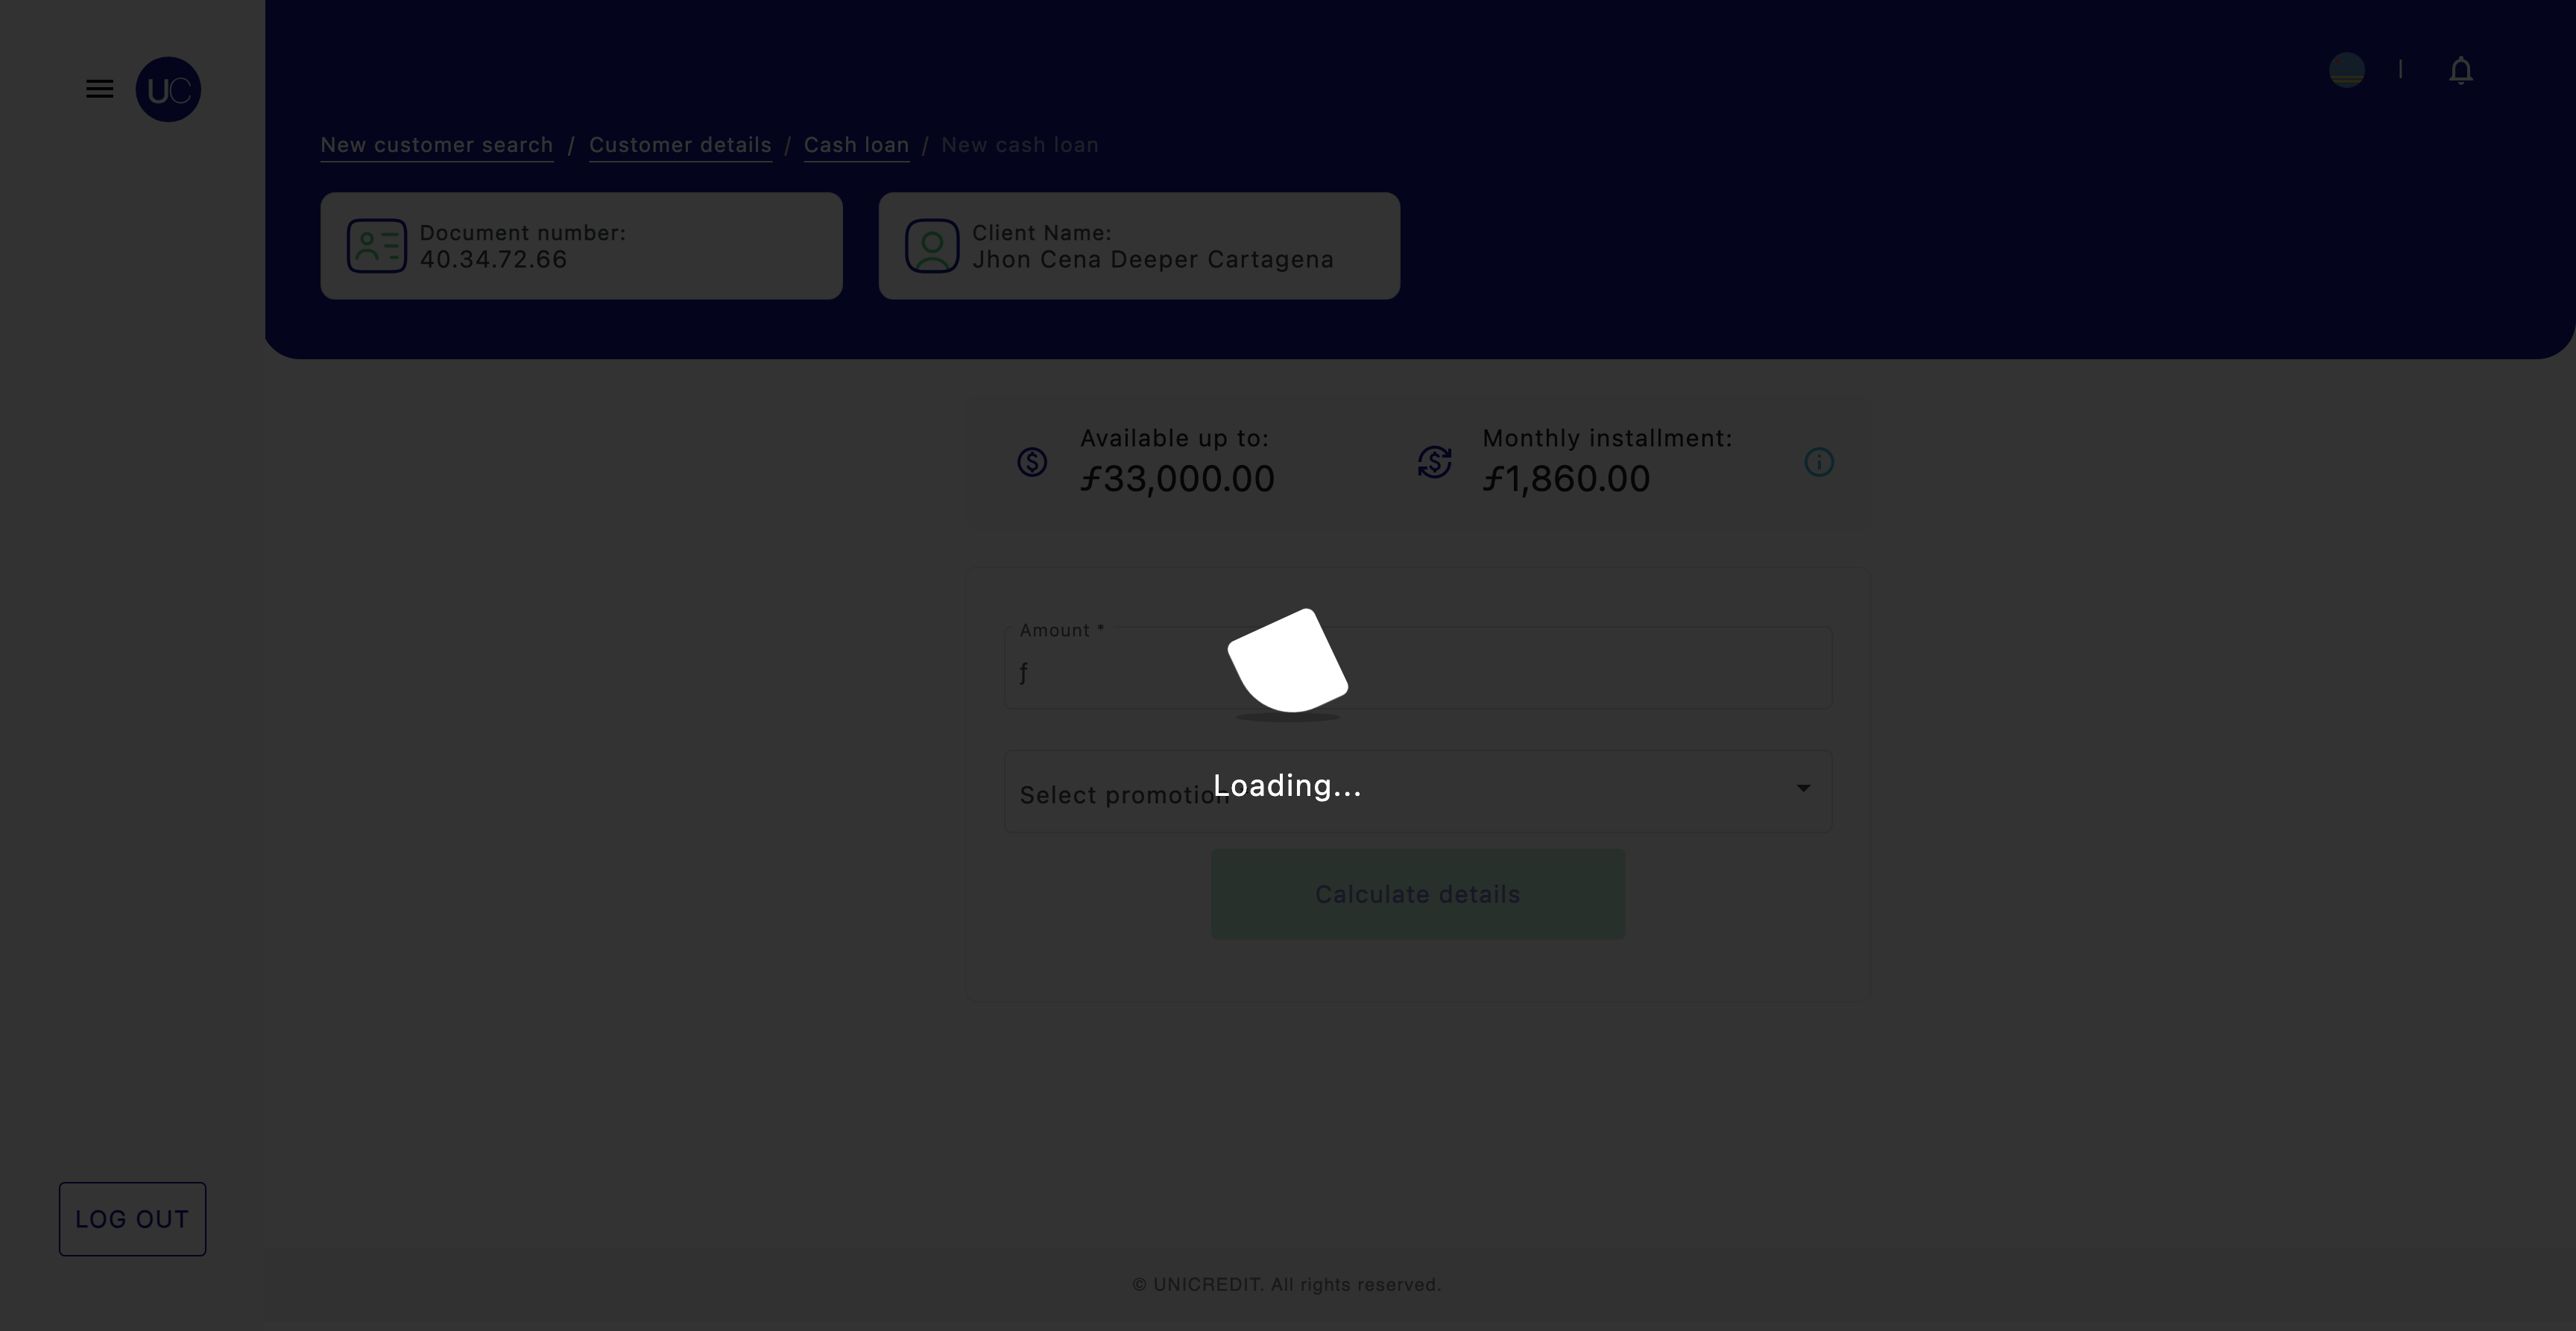 UC
New customer search / Customer details / Cash loan / New cash loan
Document number:
40.34.72.66
Client Name:
Jhon Cena Deeper Cartagena
Available up to:
ƒ33,000.00
Monthly installment:
ƒ1,860.00
Amount *
ƒ
Select promotion
Loading...
Calculate details
LOG OUT
© UNICREDIT. All rights reserved.